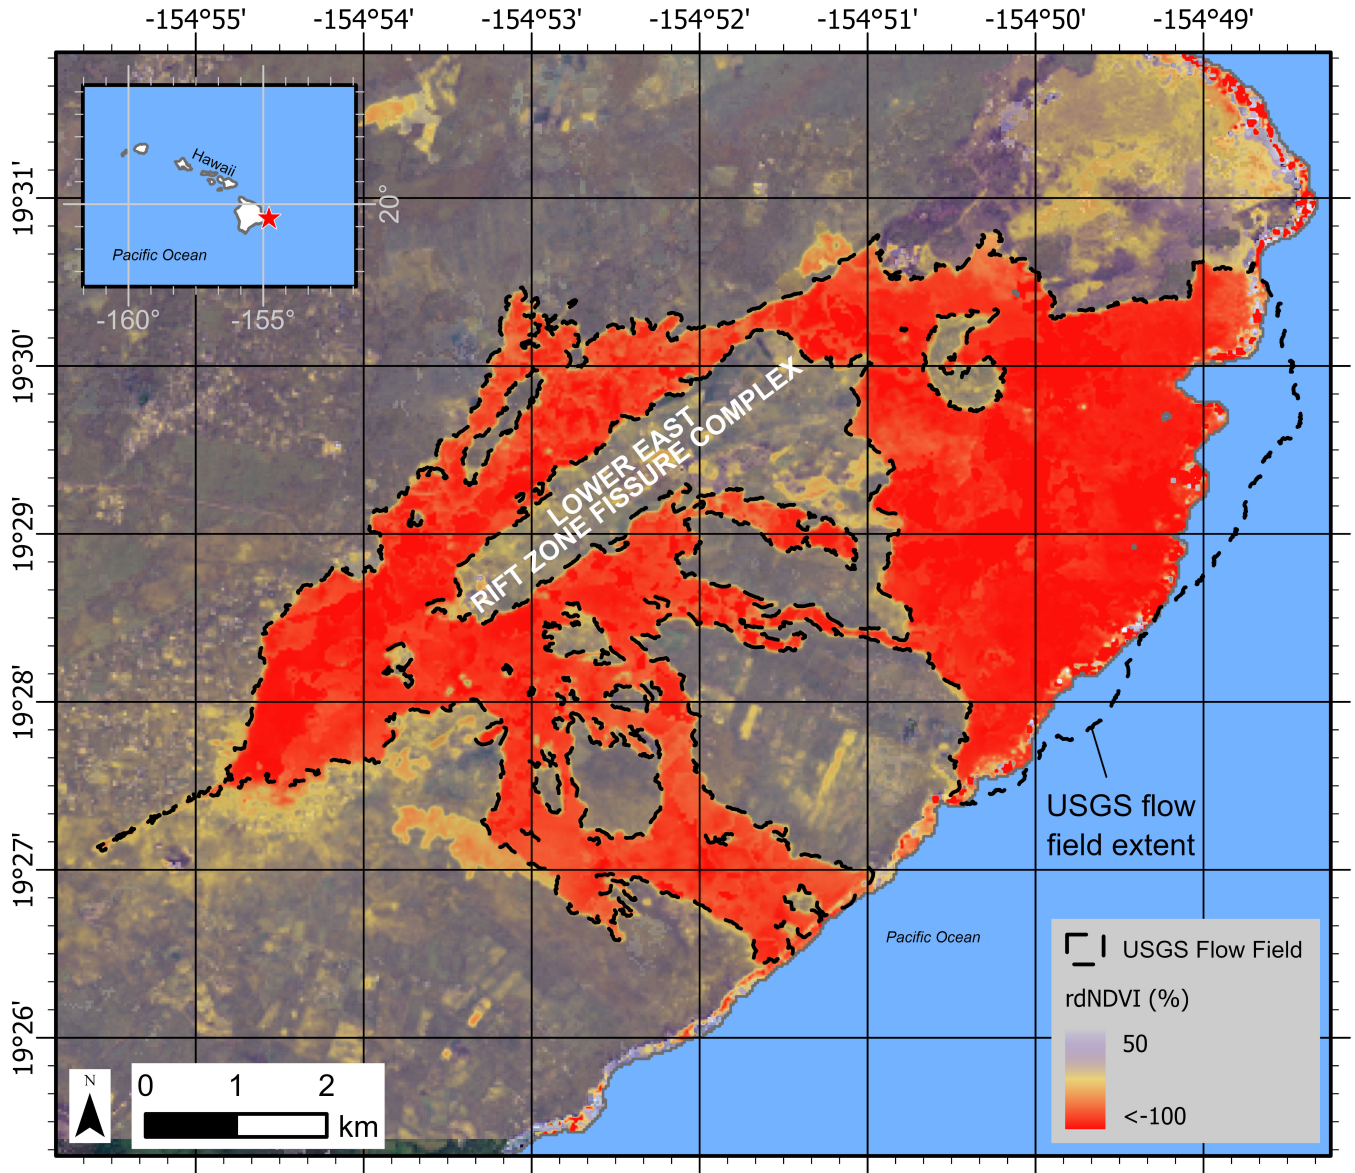 -154°55' -154°54' -154°53' -154°52' -154°51' -154°50' -154°49'
19°31'
19°30'
19°29'
19°28'
19°27'
19°26'
Hawaii
Pacific Ocean
20°
-160° -155°
LOWER EAST
RIFT ZONE FISSURE COMPLEX
USGS flow
field extent
Pacific Ocean
USGS Flow Field
rdNDVI (%)
50
<-100
N
0 1 2
km